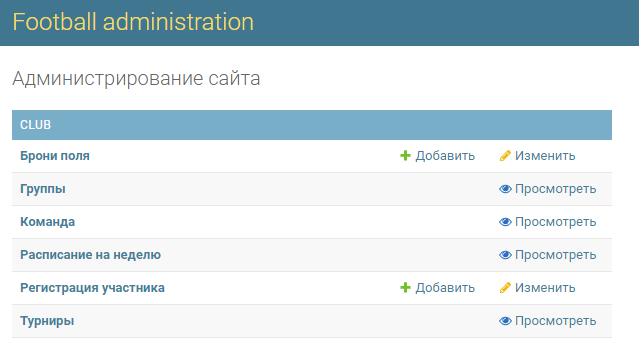 Football administration
Администрирование сайта
CLUB
Брони поля Добавить Изменить
Группы Просмотреть
Команда Просмотреть
Расписание на неделю Просмотреть
Регистрация участника Добавить Изменить
Турниры Просмотреть